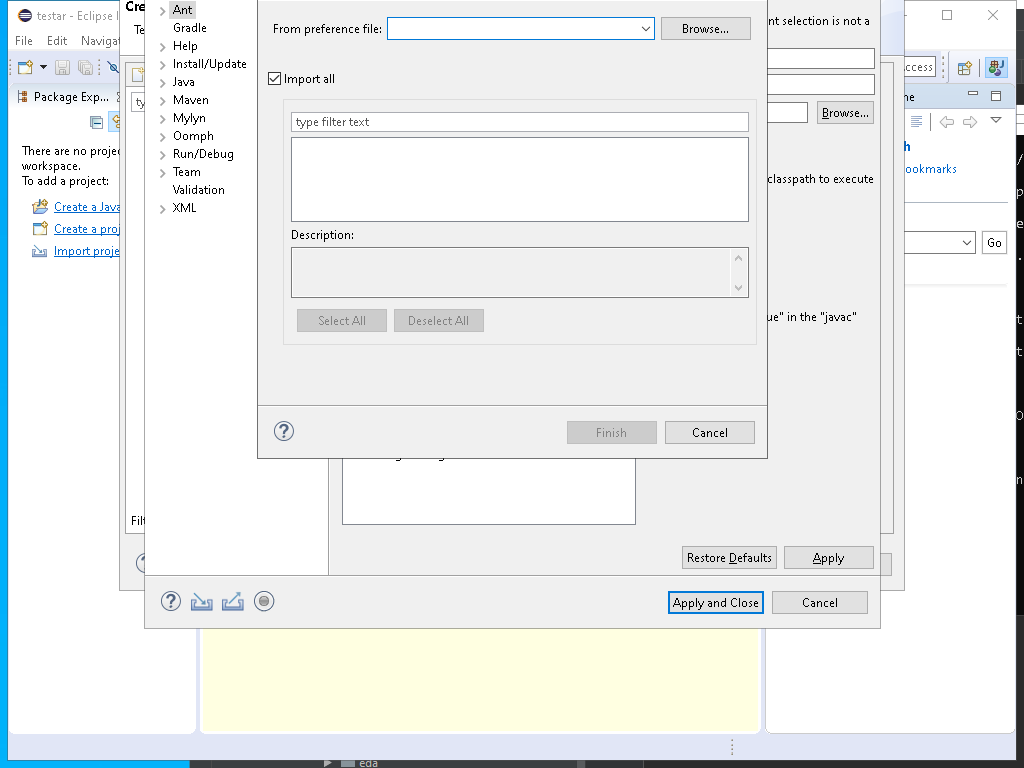 testar - Eclipse I
File Edit Navigat
Package Exp...
There are no projec
workspace.
To add a project:
Create a Java
Create a proj
Import proje
Cre
Te
ty
Filt
Ant
Gradle
Help
Install/Update
Java
Maven
Mylyn
Oomph
Run/Debug
Team
Validation
XML
From preference file:
Browse...
Import all
type filter text
Description:
Select All
Deselect All
Finish
Cancel
nt selection is not a
Browse...
classpath to execute
ue" in the "javac"
Restore Defaults
Apply
Apply and Close
Cancel
ccess
ne
h
ookmarks
Go
eda